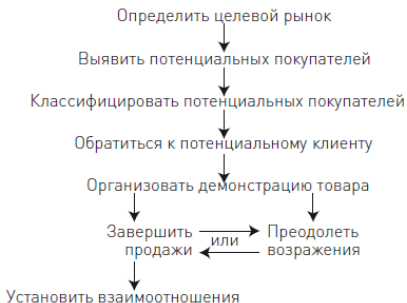 Определить целевой рынок
Выявить потенциальных покупателей
Классифицировать потенциальных покупателей
Обратиться к потенциальному клиенту
Организовать демонстрацию товара
Завершить
продажи
или
Преодолеть
возражения
Установить взаимоотношения